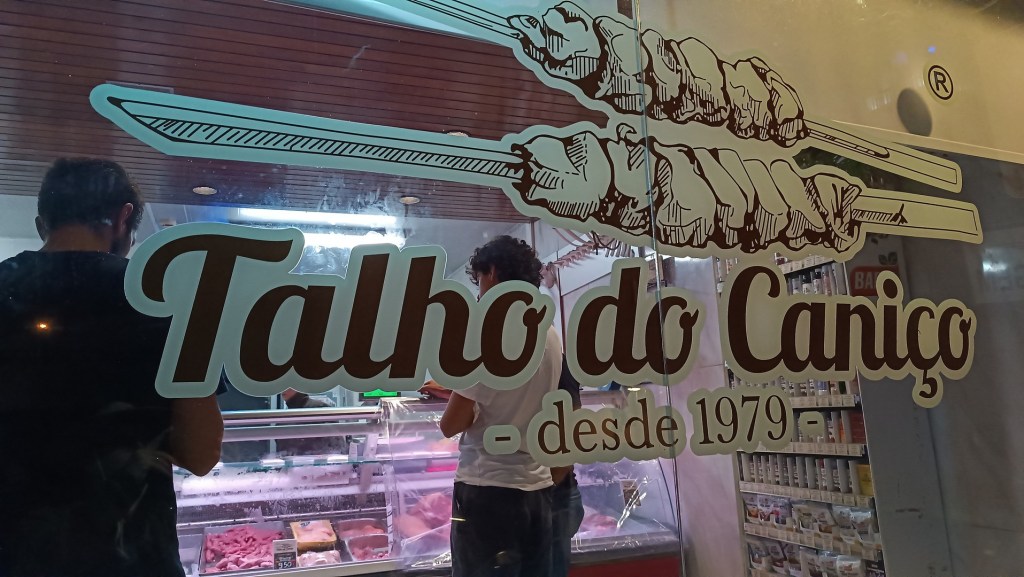 ®
Talho do Caniço
- desde 1979 -